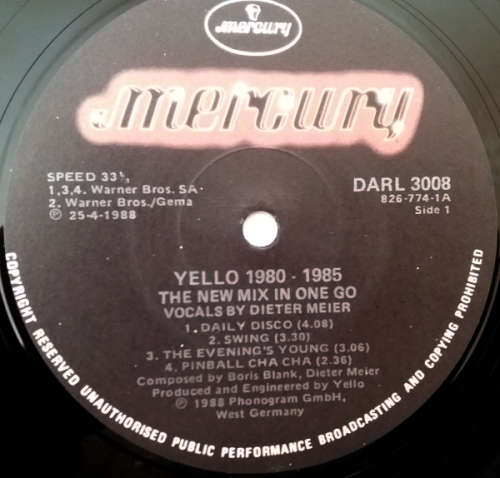 mercury
mercury
SPEED 33⅓
1,3,4. Warner Bros. SA
2. Warner Bros./Gema
℗ 25-4-1988
DARL 3008
826-774-1A
Side 1
YELLO 1980 - 1985
THE NEW MIX IN ONE GO
VOCALS BY DIETER MEIER
1. DAILY DISCO (4.08)
2. SWING (3.30)
3. THE EVENING'S YOUNG (3.06)
4. PINBALL CHA CHA (2.36)
Composed by Boris Blank, Dieter Meier
Produced and Engineered by Yello
℗ 1988 Phonogram GmbH,
West Germany
COPYRIGHT RESERVED UNAUTHORISED PUBLIC PERFORMANCE BROADCASTING AND COPYING PROHIBITED